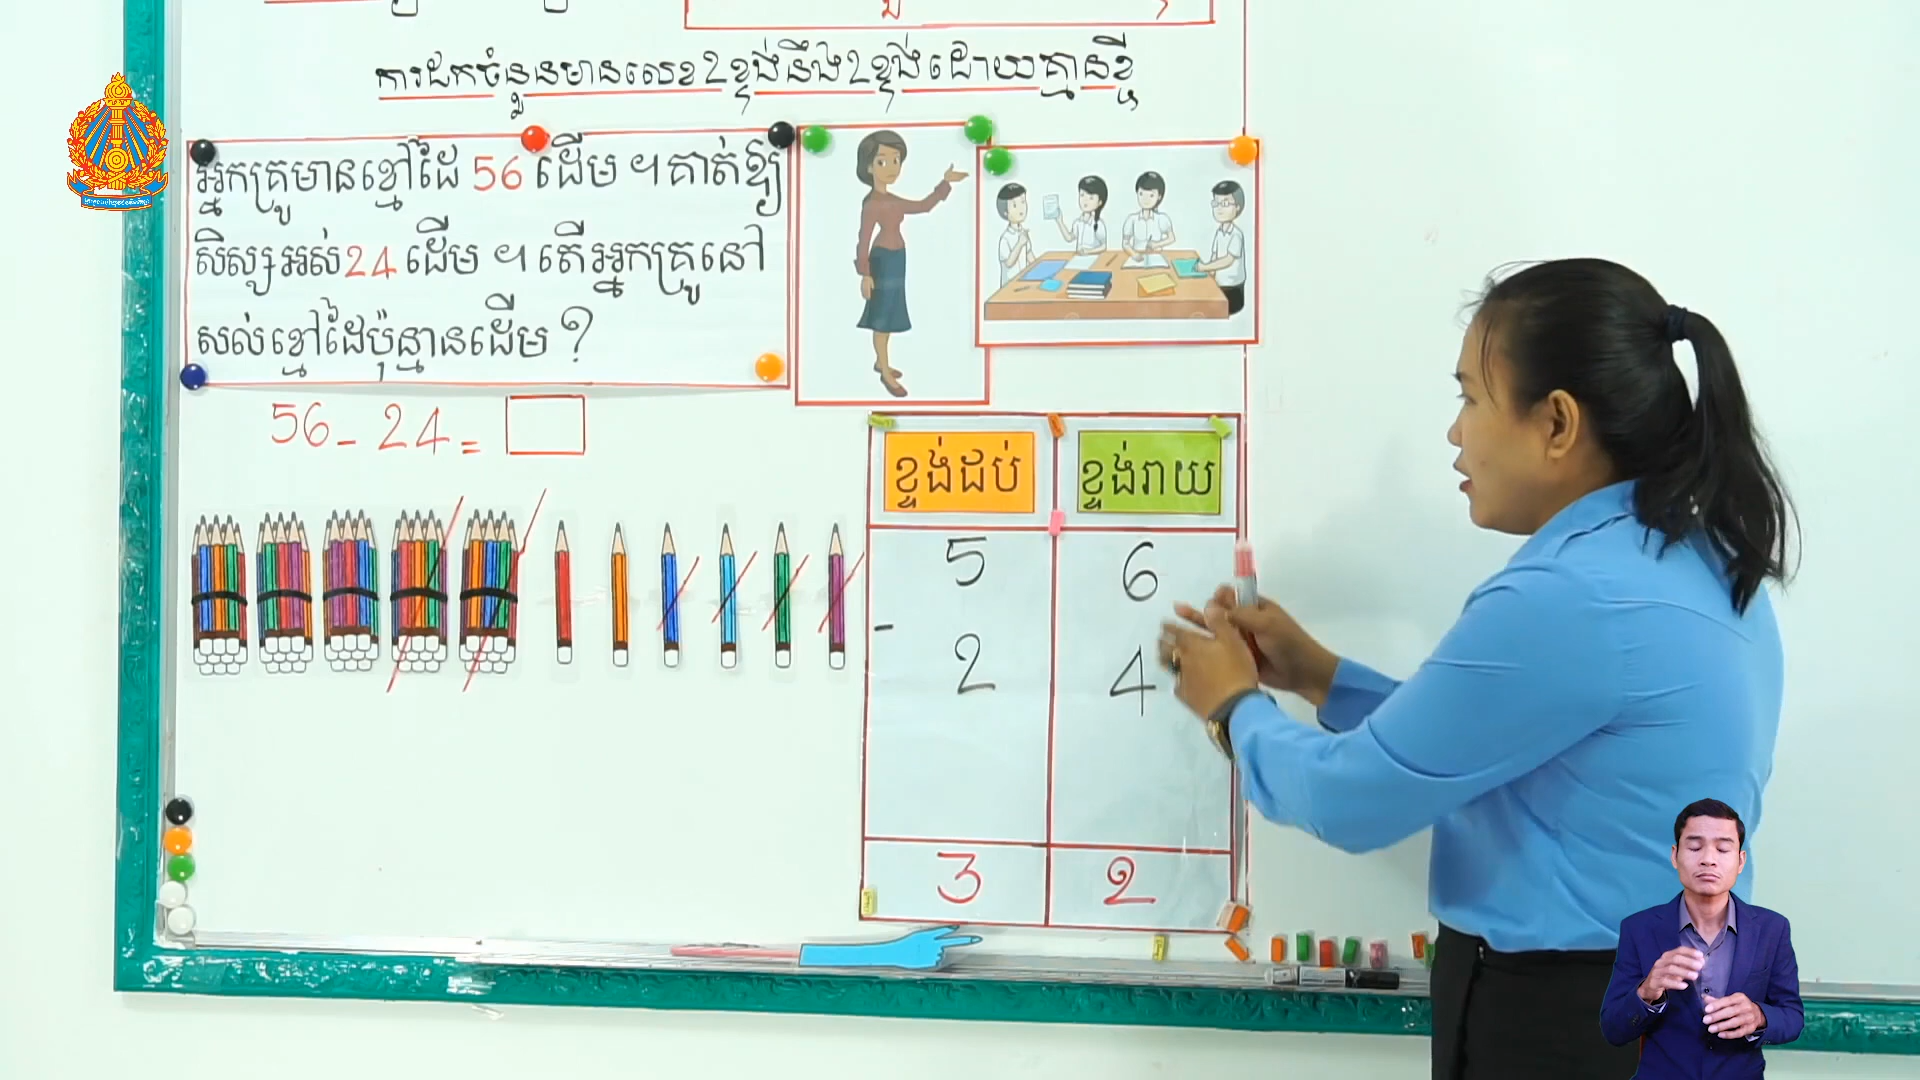 ការដកចំនួនមានលេខ2ខ្ទង់នឹង2ខ្ទង់ដោយគ្មានខ្ចី
អ្នកគ្រូមានខ្មៅដៃ 56 ដើម ។ គាត់ឱ្យ
សិស្សអស់24 ដើម ។ តើអ្នកគ្រូនៅ
សល់ខ្មៅដៃប៉ុន្មានដើម ?
56 - 24 =
ខ្ទង់ដប់ ខ្ទង់រាយ
5 6
-
2 4
3 2